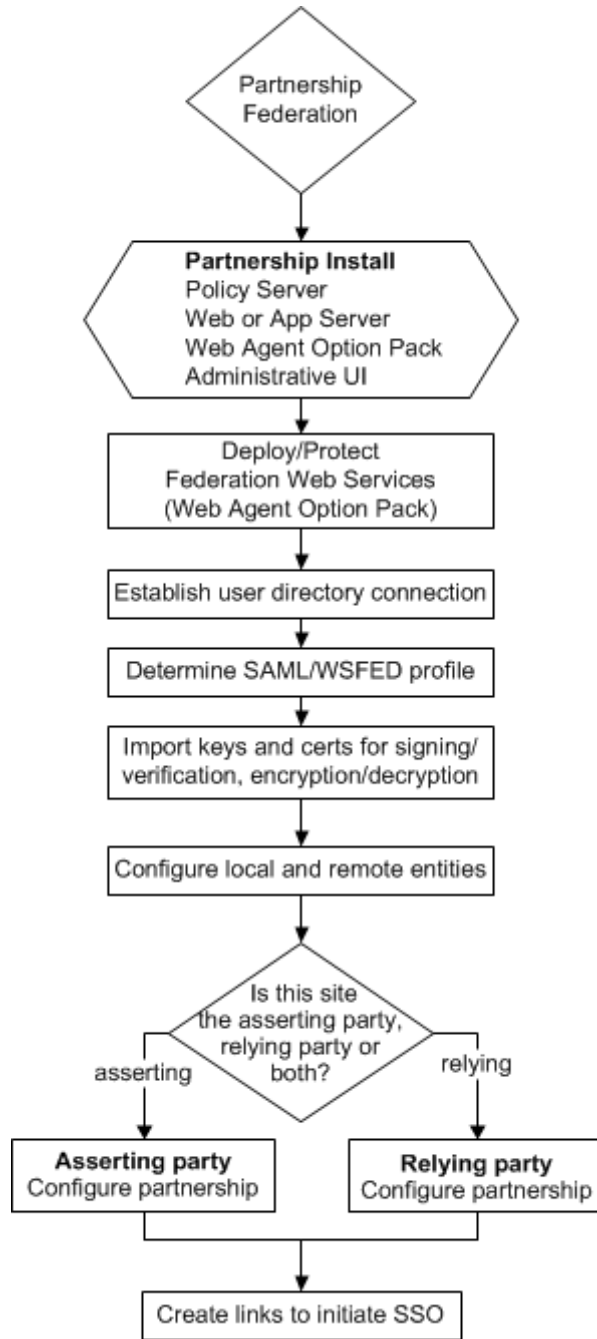 Partnership
Federation
Partnership Install
Policy Server
Web or App Server
Web Agent Option Pack
Administrative UI
Deploy/Protect
Federation Web Services
(Web Agent Option Pack)
Establish user directory connection
Determine SAML/WSFED profile
Import keys and certs for signing/
verification, encryption/decryption
Configure local and remote entities
Is this site
the asserting party,
relying party or
both?
asserting
relying
Asserting party
Configure partnership
Relying party
Configure partnership
Create links to initiate SSO